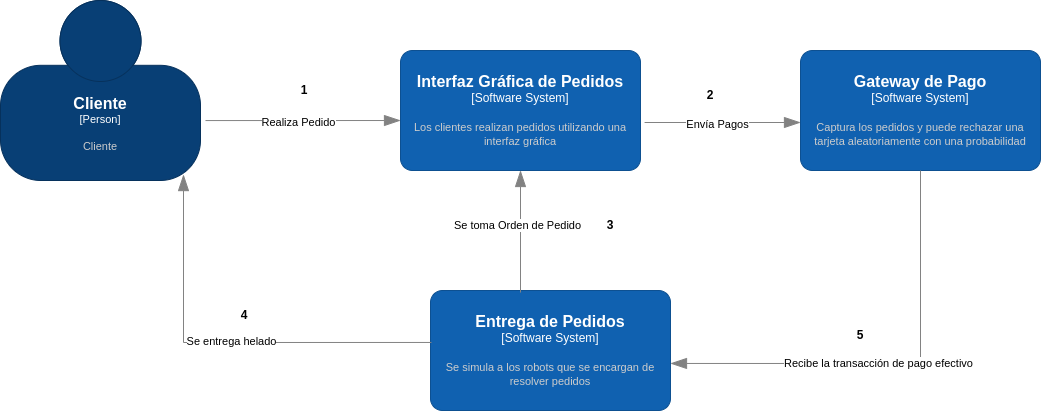 Cliente
[Person]
Cliente
1
Realiza Pedido
Interfaz Gráfica de Pedidos
[Software System]
Los clientes realizan pedidos utilizando una
interfaz gráfica
2
Envía Pagos
Gateway de Pago
[Software System]
Captura los pedidos y puede rechazar una
tarjeta aleatoriamente con una probabilidad
Se toma Orden de Pedido
3
4
Se entrega helado
Entrega de Pedidos
[Software System]
Se simula a los robots que se encargan de
resolver pedidos
5
Recibe la transacción de pago efectivo